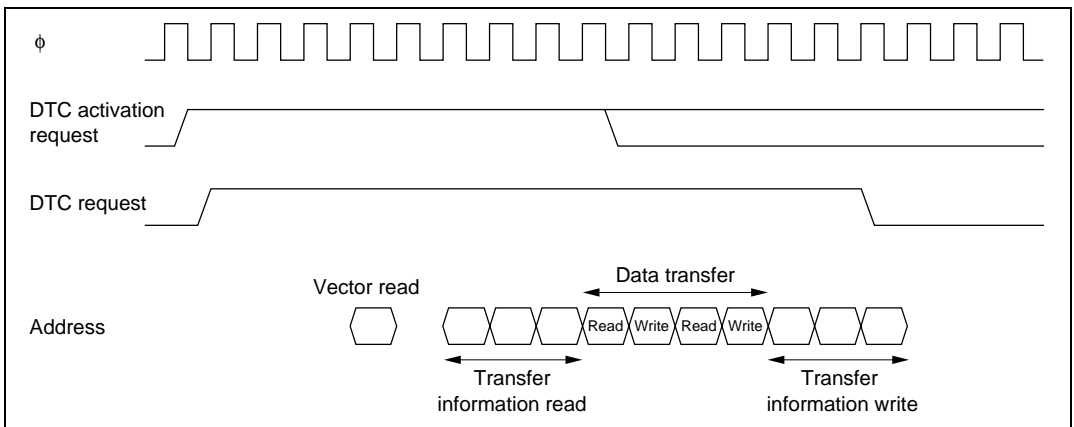 ϕ
DTC activation
request
DTC request
Vector read
Data transfer
Address
Read Write Read Write
Transfer
information read
Transfer
information write